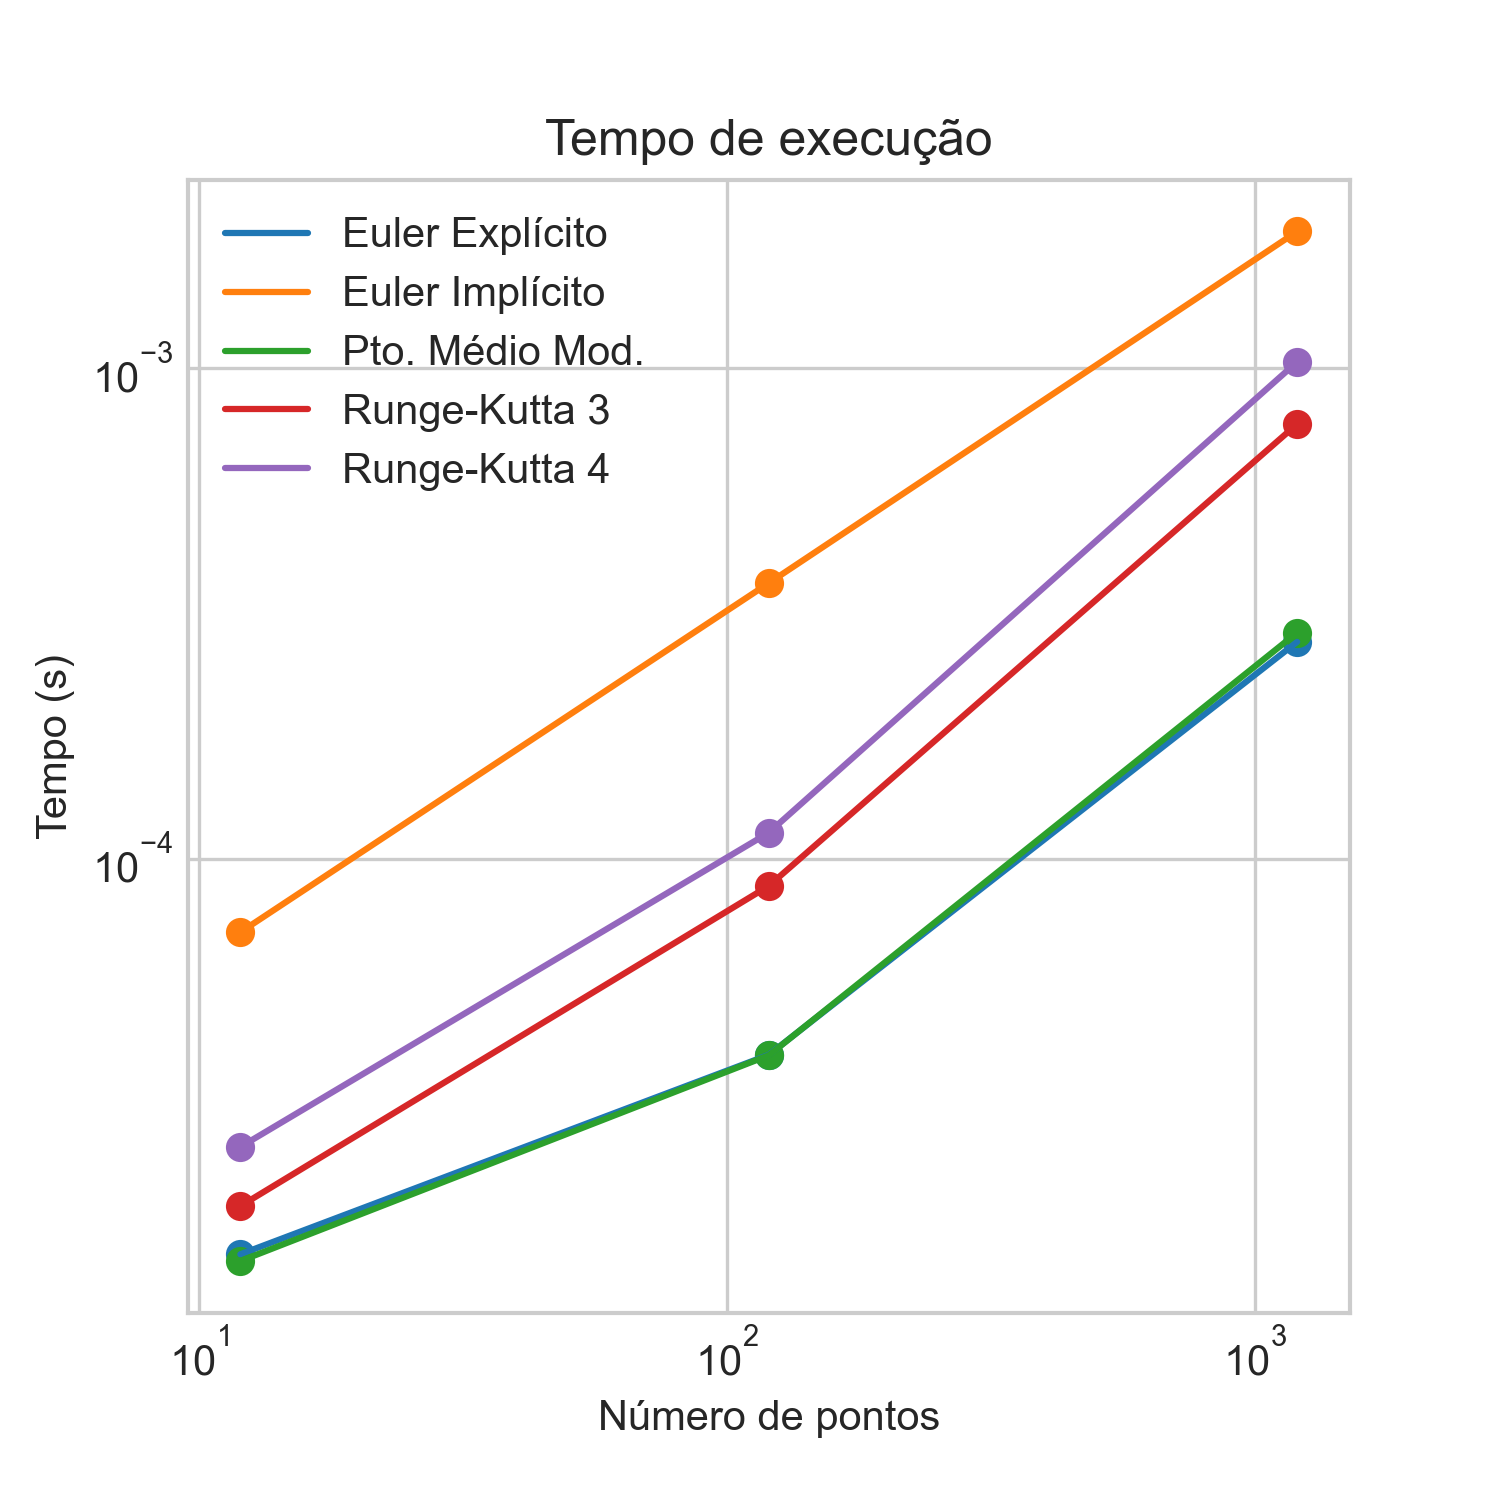 Tempo de execução
Euler Explícito
Euler Implícito
Pto. Médio Mod.
Runge-Kutta 3
Runge-Kutta 4
10⁻³
10⁻⁴
Tempo (s)
10¹ 10² 10³
Número de pontos